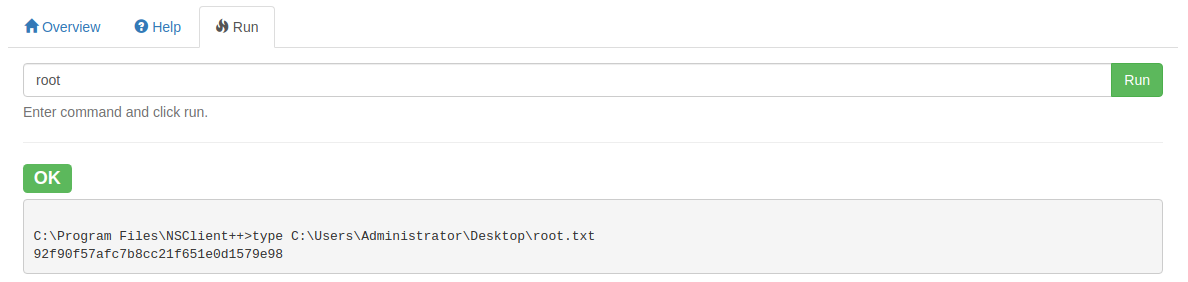 Overview Help Run
root Run
Enter command and click run.
OK
C:\Program Files\NSClient++>type C:\Users\Administrator\Desktop\root.txt
92f90f57afc7b8cc21f651e0d1579e98